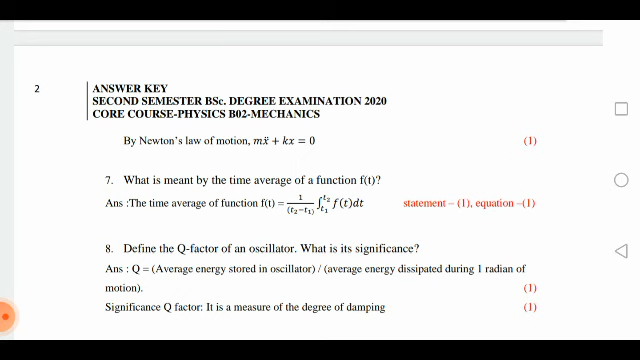 2
ANSWER KEY
SECOND SEMESTER BSc. DEGREE EXAMINATION 2020
CORE COURSE-PHYSICS B02-MECHANICS
By Newton's law of motion, mẍ + kx = 0 (1)
7. What is meant by the time average of a function f(t)?
Ans :The time average of function f(t)= 1/(t₂−t₁) ∫_{t₁}^{t₂} f(t)dt statement – (1), equation –(1)
8. Define the Q-factor of an oscillator. What is its significance?
Ans : Q = (Average energy stored in oscillator) / (average energy dissipated during 1 radian of
motion). (1)
Significance Q factor: It is a measure of the degree of damping (1)